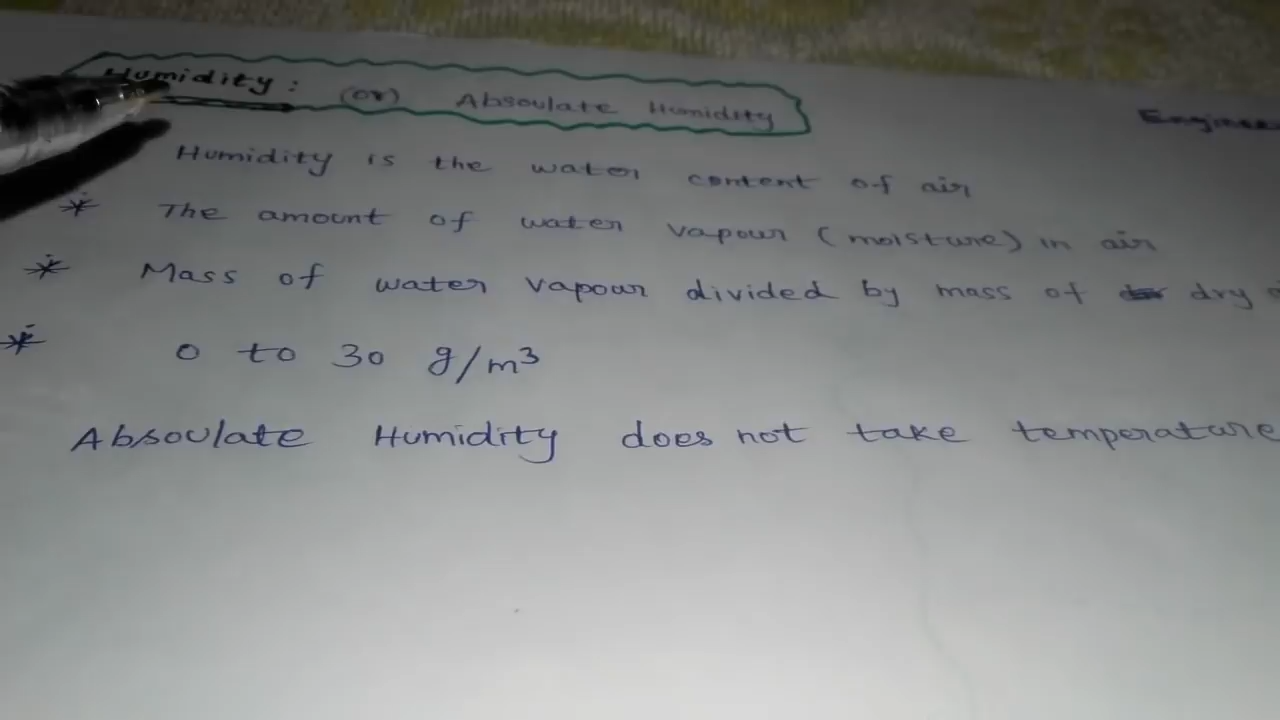 Humidity : (or) Absoulate Humidity
Humidity is the water content of air
* The amount of water vapour (moisture) in air
* Mass of water vapour divided by mass of dry
* 0 to 30 g/m³
Absoulate Humidity does not take temperature